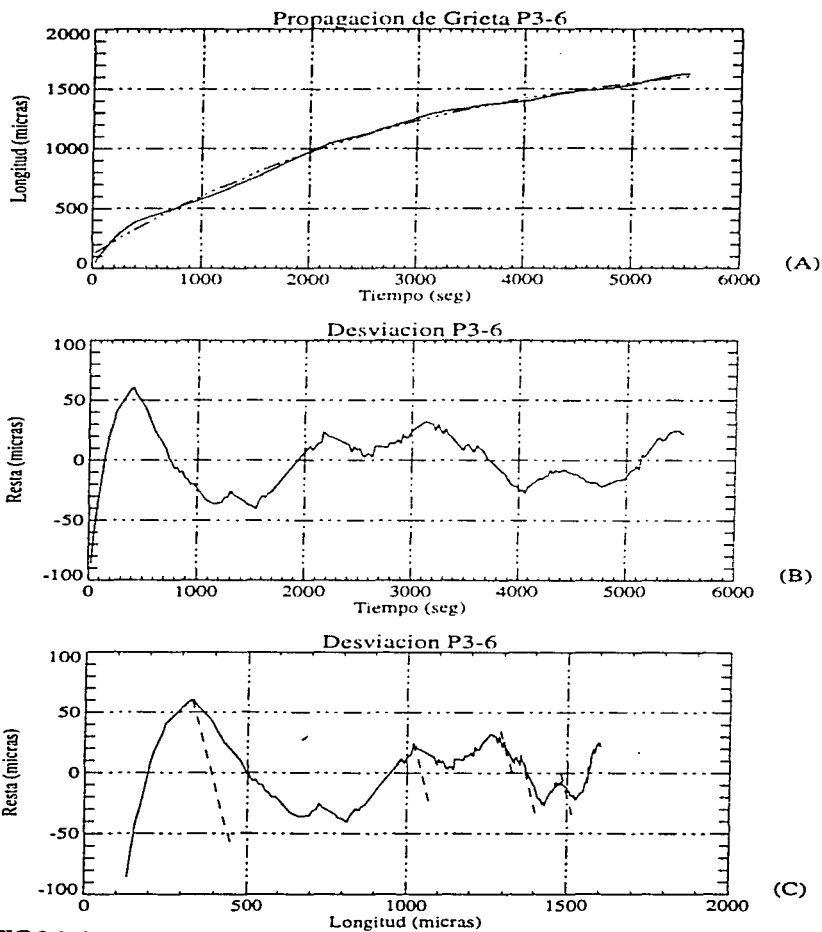 Propagacion de Grieta P3-6
2000
1500
1000
500
0
Longitud (micras)
0 1000 2000 3000 4000 5000 6000
Tiempo (seg)
(A)
Desviacion P3-6
100
50
0
-50
-100
Resta (micras)
0 1000 2000 3000 4000 5000 6000
Tiempo (seg)
(B)
Desviacion P3-6
100
50
0
-50
-100
Resta (micras)
0 500 1000 1500 2000
Longitud (micras)
(C)